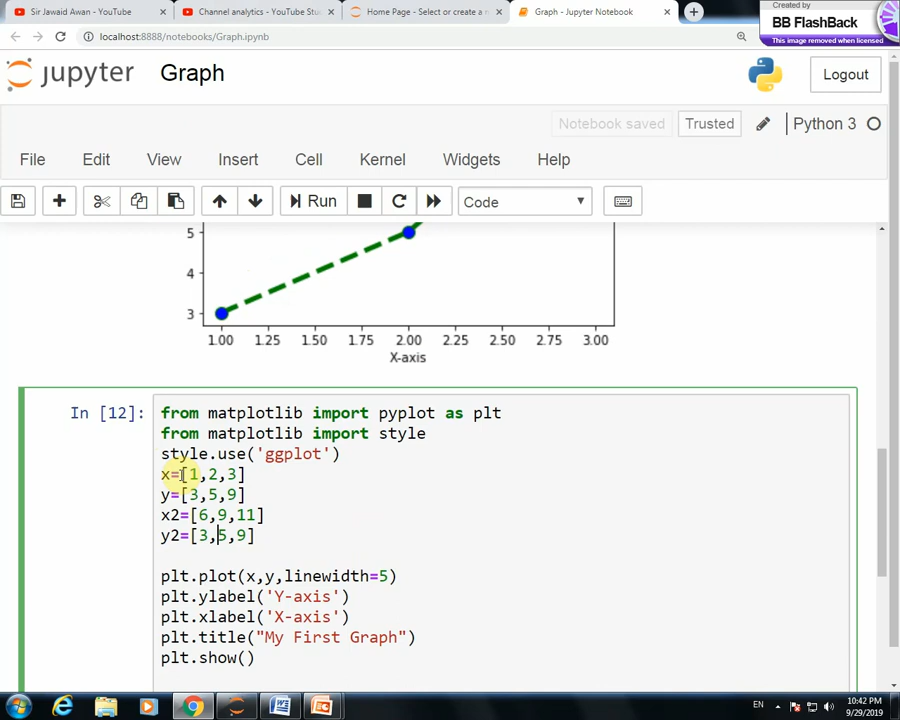 Sir Jawaid Awan - YouTube
Channel analytics - YouTube Stu
Home Page - Select or create a n
Graph - Jupyter Notebook
Created by
BB FlashBack
This image removed when licensed
localhost:8888/notebooks/Graph.ipynb
jupyter Graph
Logout
Notebook saved Trusted Python 3
File Edit View Insert Cell Kernel Widgets Help
Run Code
5
4
3
1.00 1.25 1.50 1.75 2.00 2.25 2.50 2.75 3.00
X-axis
In [12]:
from matplotlib import pyplot as plt
from matplotlib import style
style.use('ggplot')
x=[1,2,3]
y=[3,5,9]
x2=[6,9,11]
y2=[3,5,9]
plt.plot(x,y,linewidth=5)
plt.ylabel('Y-axis')
plt.xlabel('X-axis')
plt.title("My First Graph")
plt.show()
EN
10:42 PM
9/29/2019